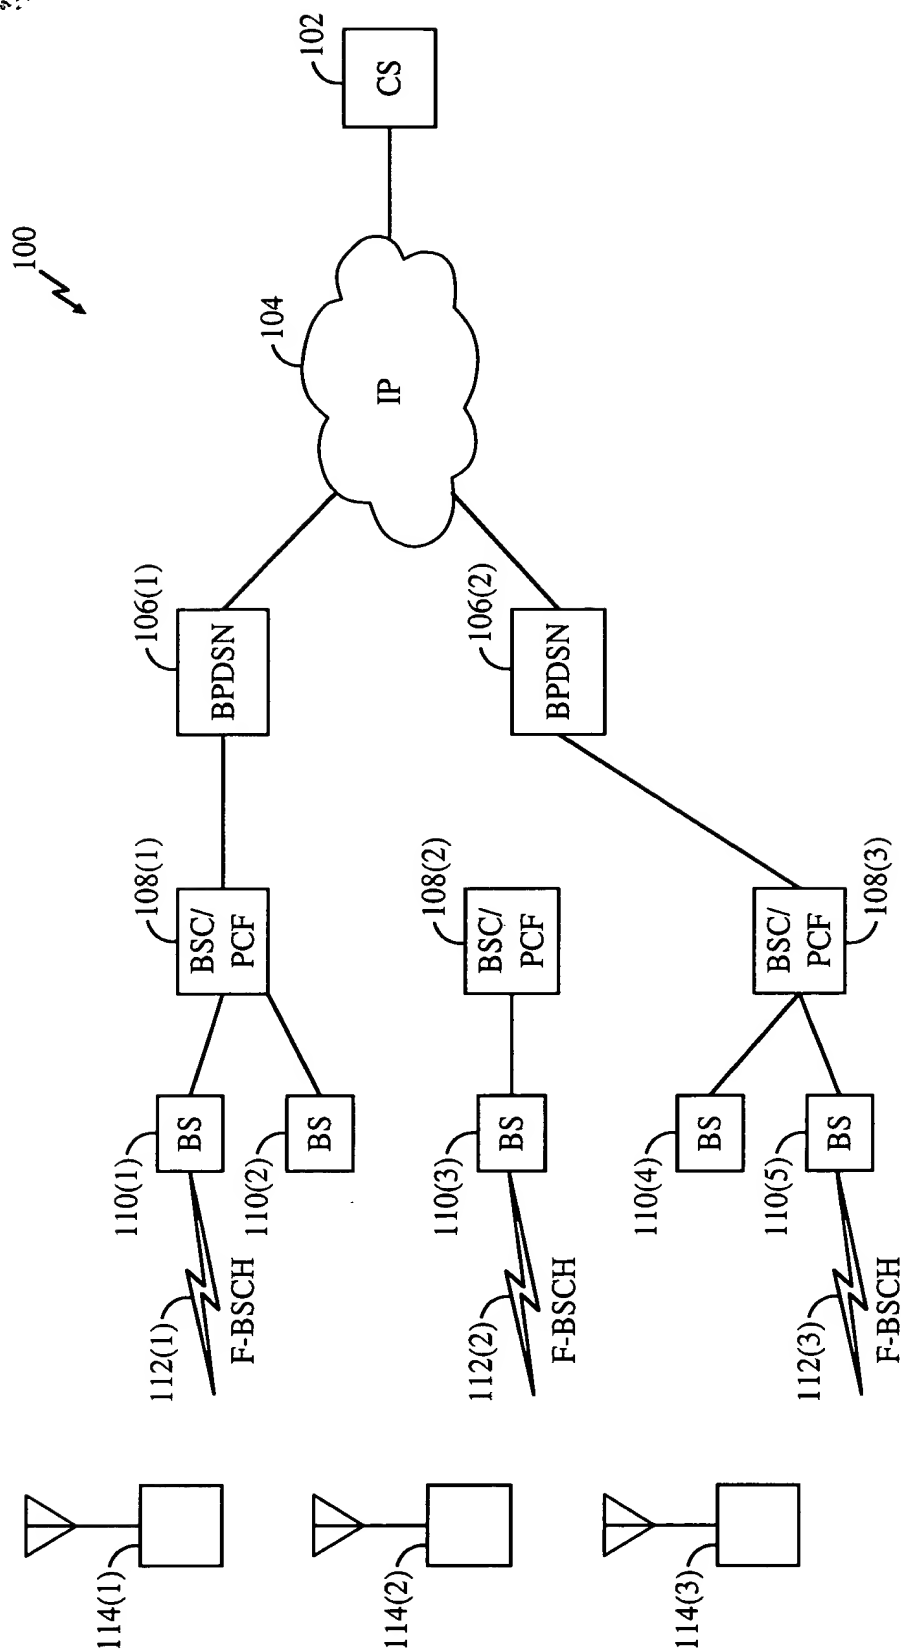 100
102
CS
104
IP
106(1)
BPDSN
106(2)
BPDSN
108(1)
BSC/
PCF
108(2)
BSC/
PCF
108(3)
BSC/
PCF
110(1)
BS
110(2)
BS
110(3)
BS
110(4)
BS
110(5)
BS
112(1)
F-BSCH
112(2)
F-BSCH
112(3)
F-BSCH
114(1)
114(2)
114(3)